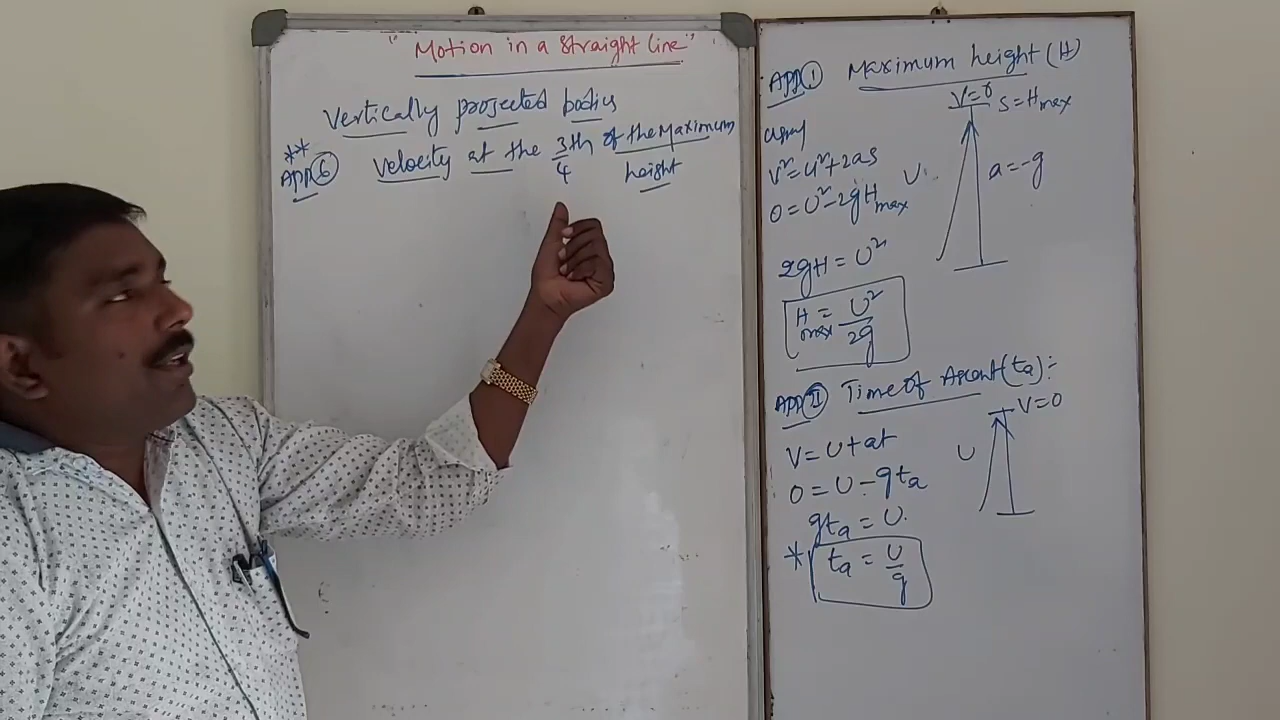 "Motion in a straight line"
Vertically projected bodies
** APP ⑥ Velocity at the 3/4 th of the Maximum
height
APP ① Maximum height (H)
V=0 S=Hmax
V²=U²+2as
0=U²-2gHmax
U
a=-g
2gH=U²
Hmax = U²/2g
APP Ⅱ Time of Ascent (ta):-
V=0
V=U+at
U
0=U-gta
gta=U.
* ta = U/g